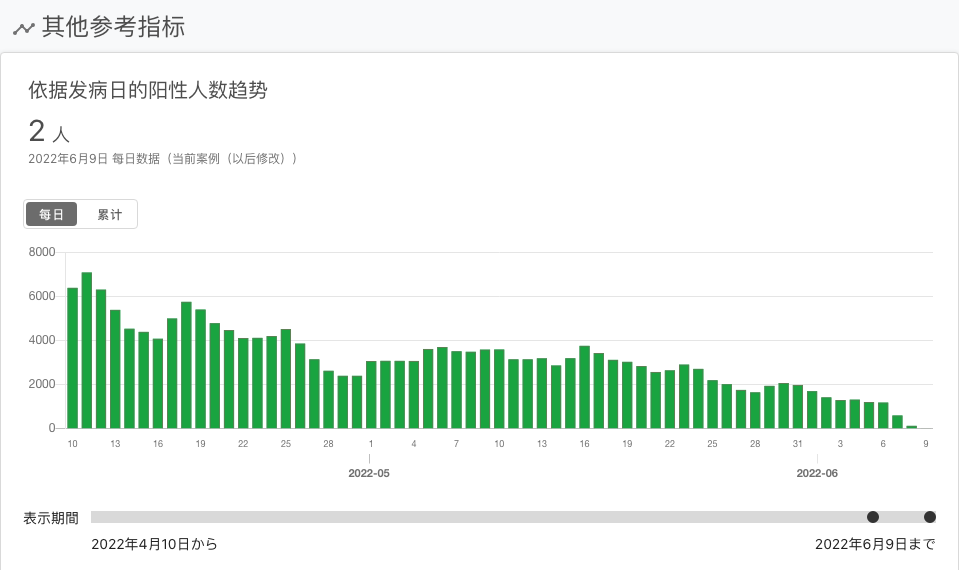 其他参考指标
依据发病日的阳性人数趋势
2 人
2022年6月9日 每日数据（当前案例（以后修改））
每日 累计
8000
6000
4000
2000
0
10 13 16 19 22 25 28 1 4 7 10 13 16 19 22 25 28 31 3 6 9
2022-05 2022-06
表示期間
2022年4月10日から 2022年6月9日まで